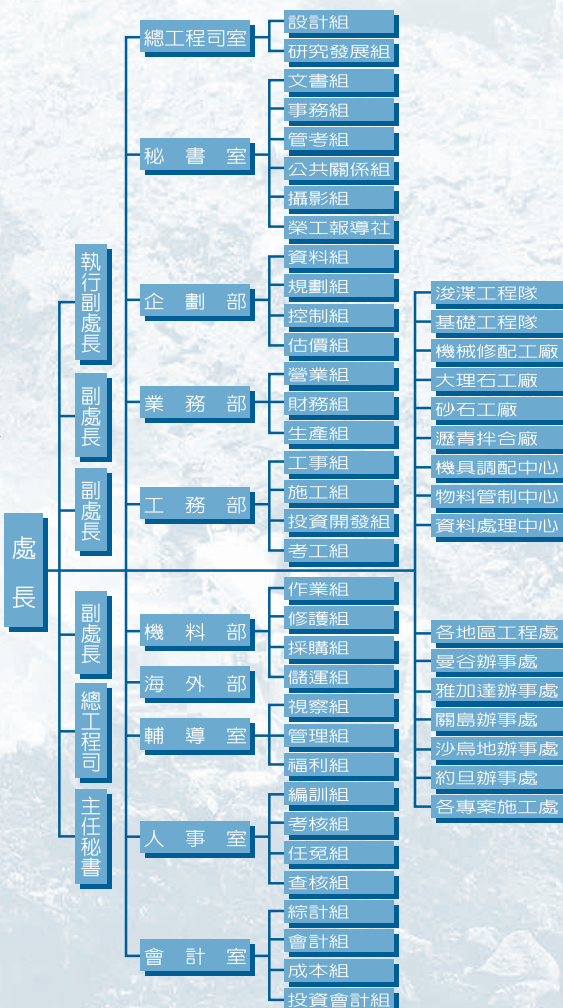 處長
執行副處長
副處長
副處長
副處長
總工程司
主任秘書
總工程司室
設計組
研究發展組
秘書室
文書組
事務組
管考組
公共關係組
攝影組
榮工報導社
企劃部
資料組
規劃組
控制組
估價組
業務部
營業組
財務組
生產組
工務部
工事組
施工組
投資開發組
考工組
機料部
作業組
修護組
採購組
儲運組
海外部
輔導室
視察組
管理組
福利組
人事室
編訓組
考核組
任免組
查核組
會計室
綜計組
會計組
成本組
投資會計組
浚渫工程隊
基礎工程隊
機械修配工廠
大理石工廠
砂石工廠
瀝青拌合廠
機具調配中心
物料管制中心
資料處理中心
各地區工程處
曼谷辦事處
雅加達辦事處
關島辦事處
沙烏地辦事處
約旦辦事處
各專案施工處